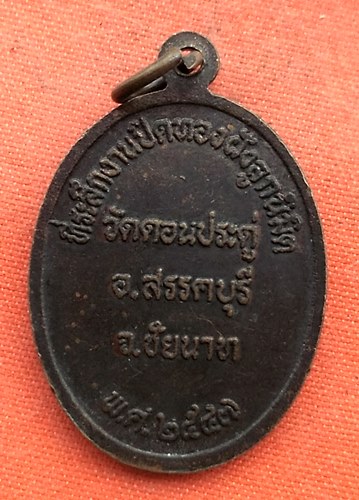 ที่ระลึกงานปิดทองฝังลูกนิมิต
วัดดอนประดู่
อ.สรรคบุรี
จ.ชัยนาท
พ.ศ.๒๕๔๗